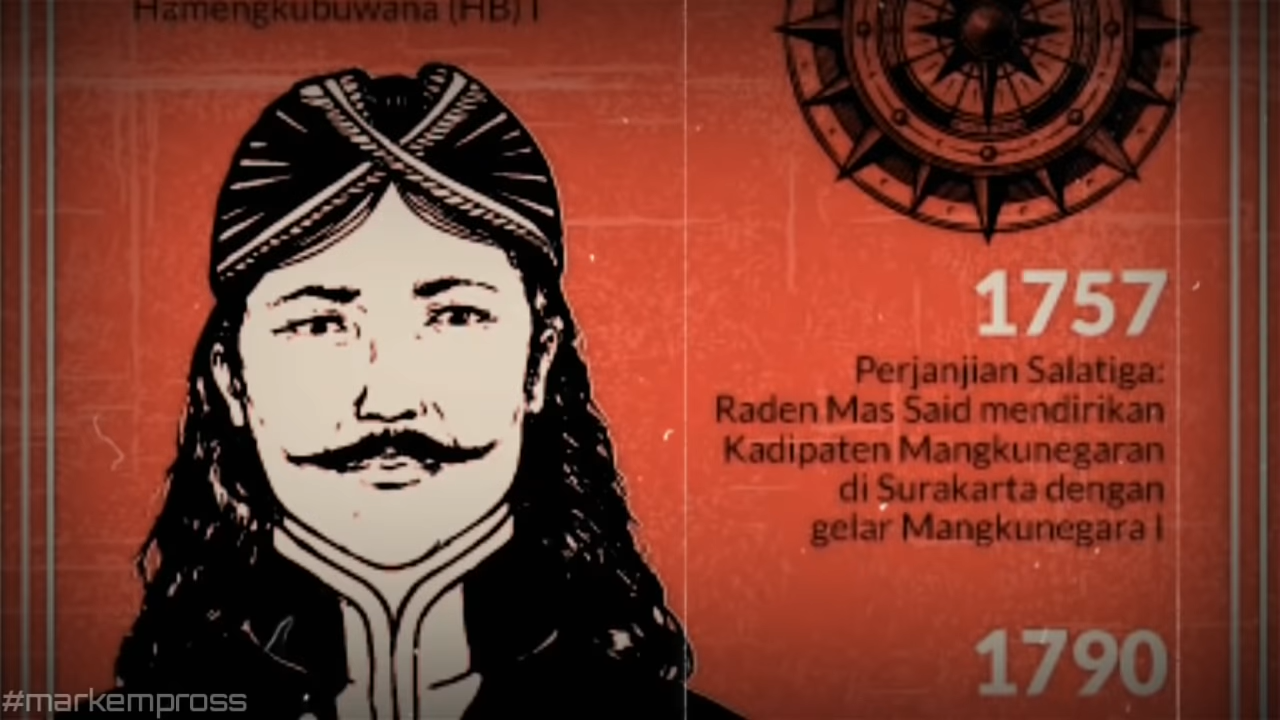 Hamengkubuwana (HB) I
1757
Perjanjian Salatiga:
Raden Mas Said mendirikan
Kadipaten Mangkunegaran
di Surakarta dengan
gelar Mangkunegara I
1790
#markempross